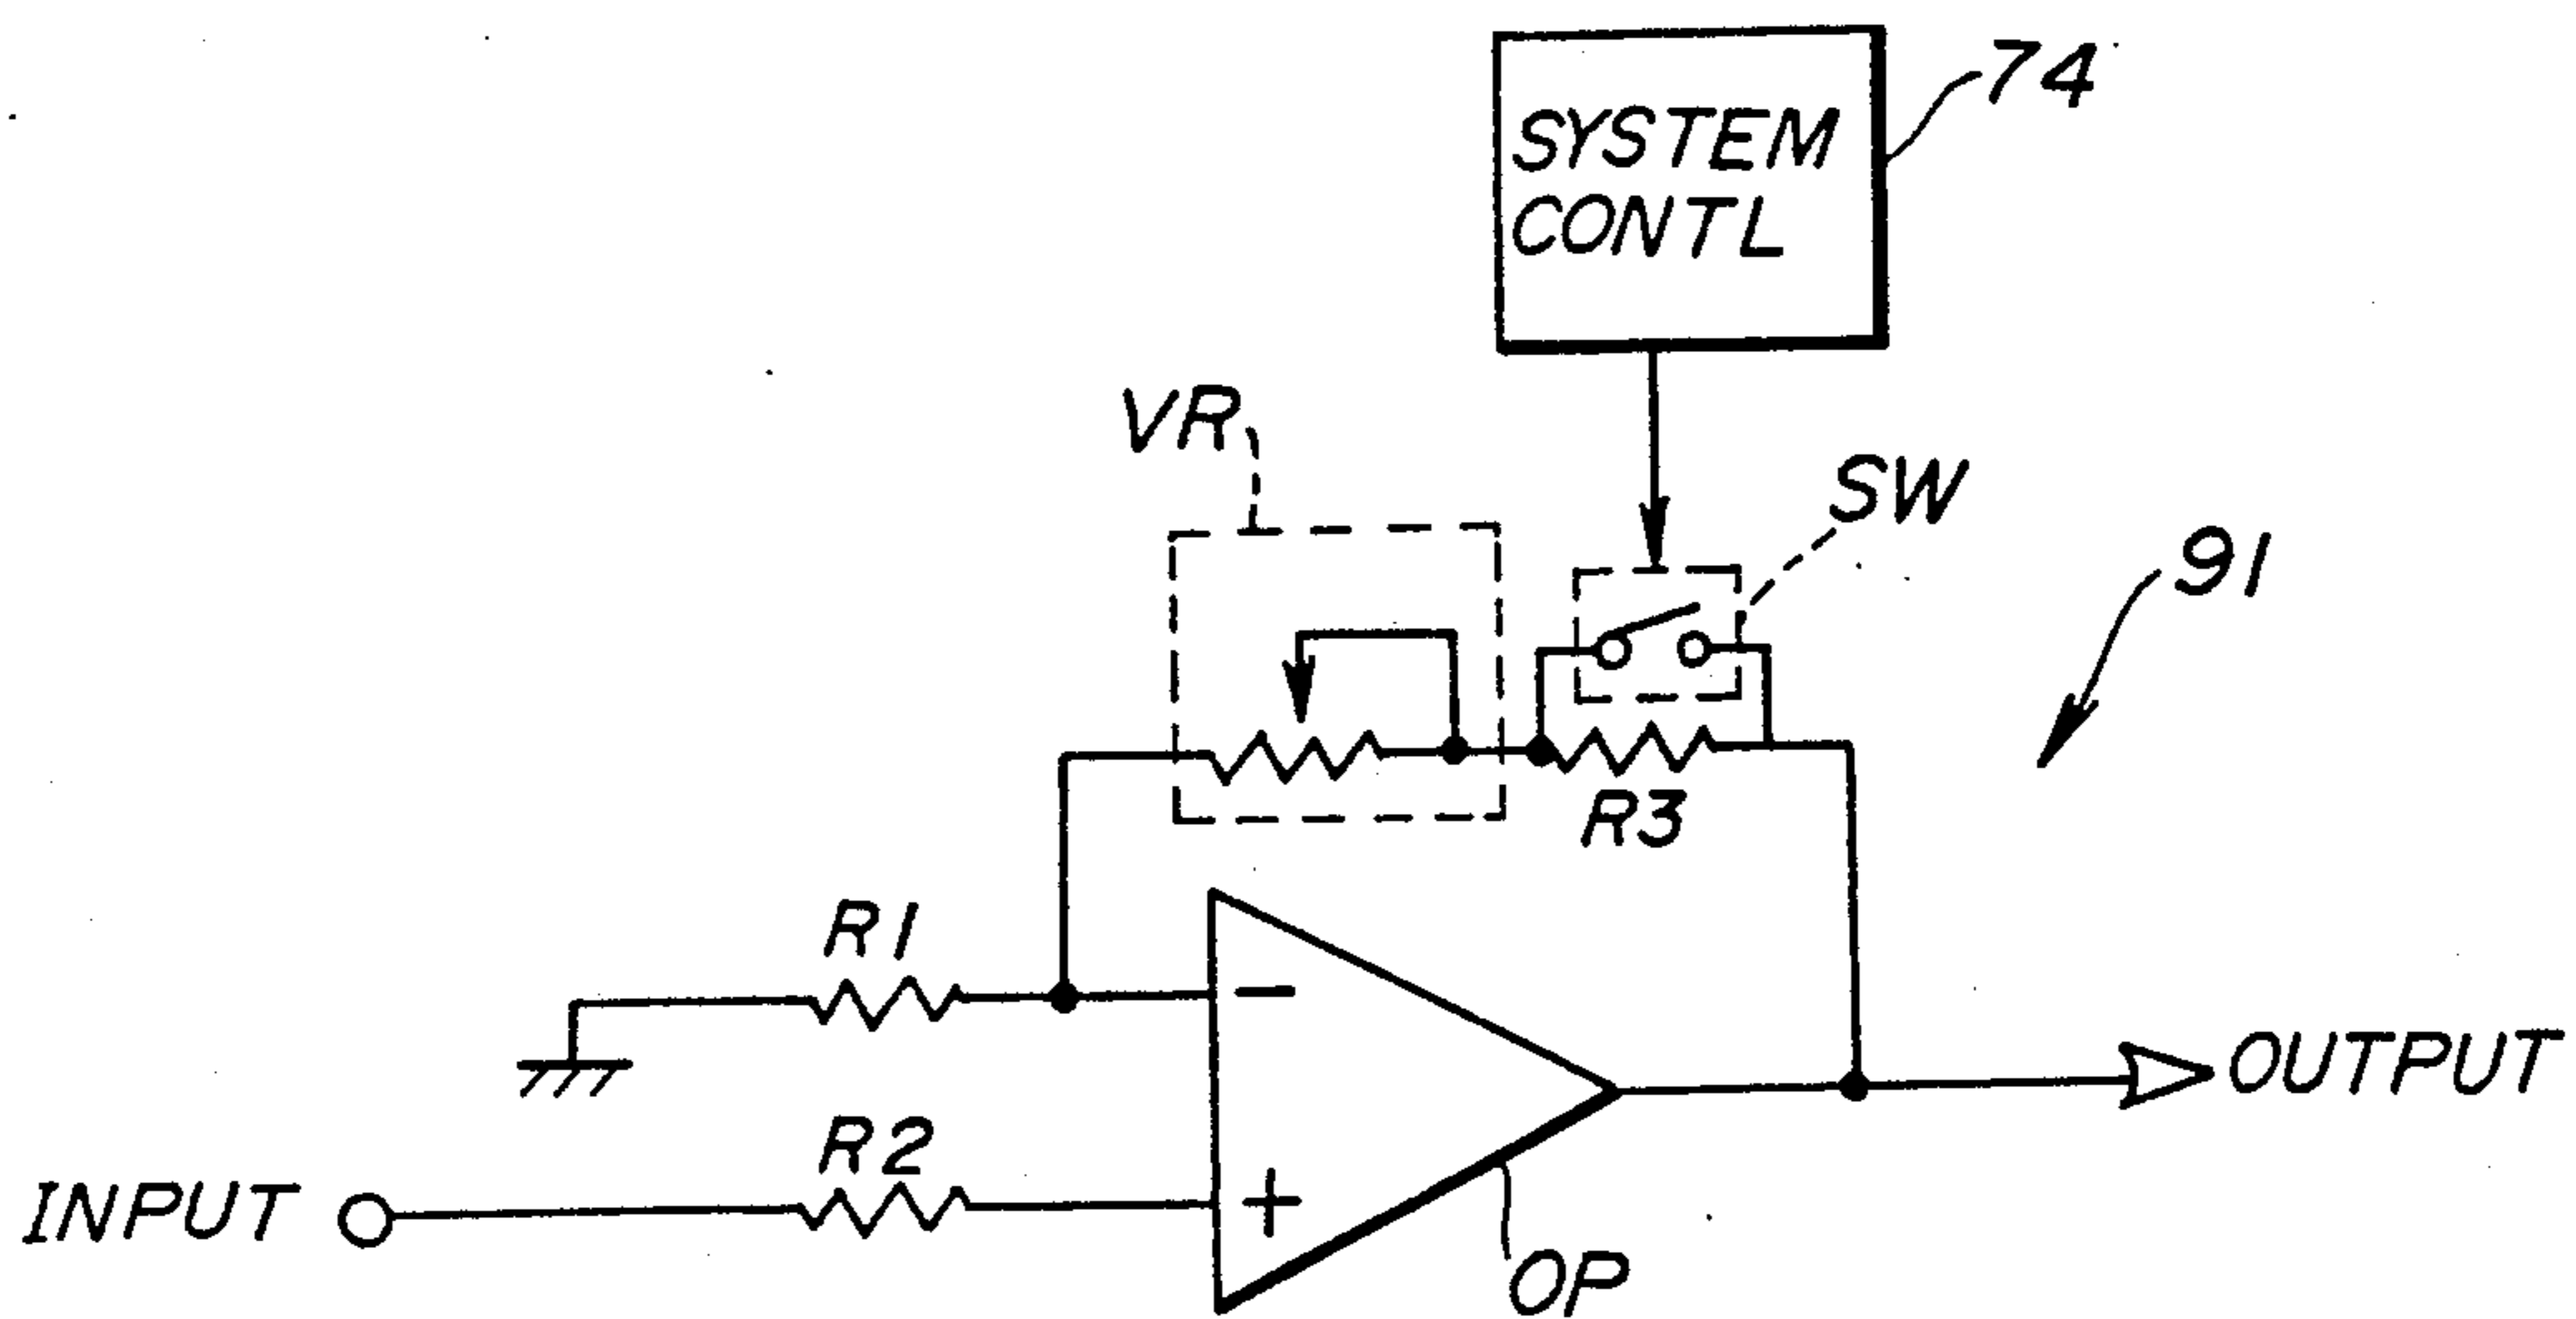 74
SYSTEM
CONTL
VR
SW
91
R3
R1
-
OUTPUT
R2
INPUT
+
OP